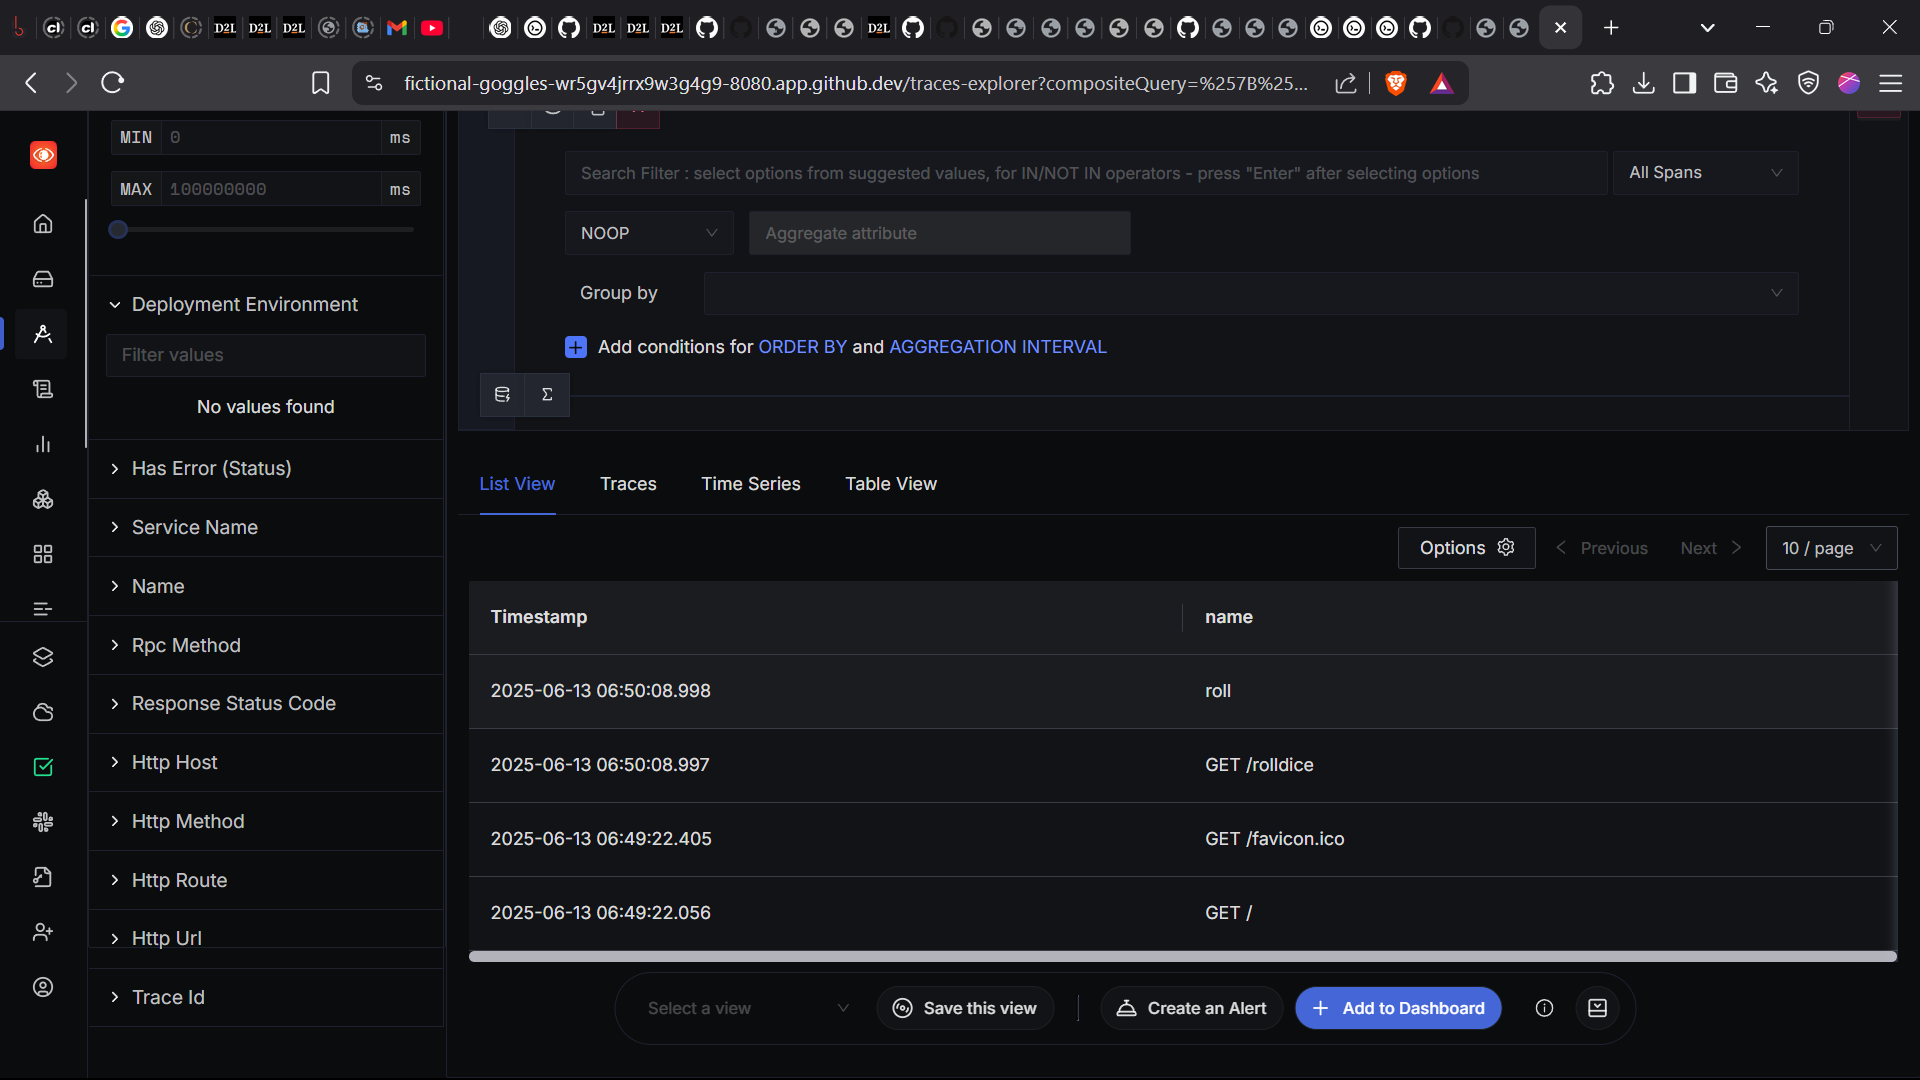 fictional-goggles-wr5gv4jrrx9w3g4g9-8080.app.github.dev/traces-explorer?compositeQuery=%257B%25...
MIN 0 ms
MAX 100000000 ms
Deployment Environment
Filter values
No values found
Has Error (Status)
Service Name
Name
Rpc Method
Response Status Code
Http Host
Http Method
Http Route
Http Url
Trace Id
Search Filter : select options from suggested values, for IN/NOT IN operators - press "Enter" after selecting options
All Spans
NOOP
Aggregate attribute
Group by
Add conditions for ORDER BY and AGGREGATION INTERVAL
List View Traces Time Series Table View
Options Previous Next 10 / page
Timestamp name
2025-06-13 06:50:08.998 roll
2025-06-13 06:50:08.997 GET /rolldice
2025-06-13 06:49:22.405 GET /favicon.ico
2025-06-13 06:49:22.056 GET /
Select a view Save this view Create an Alert Add to Dashboard